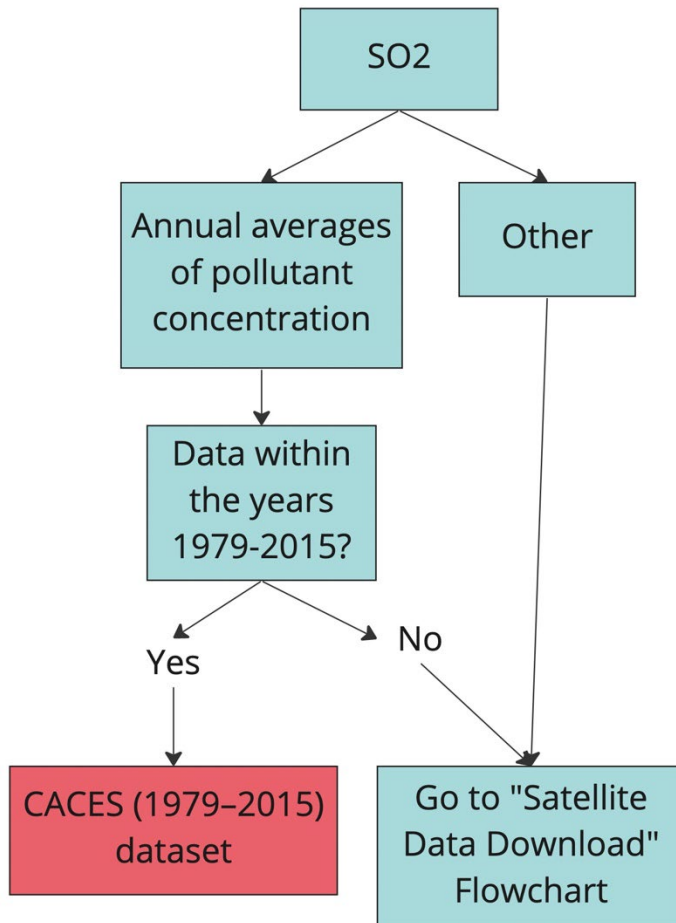 SO2
Annual averages
of pollutant
concentration
Other
Data within
the years
1979-2015?
Yes
No
CACES (1979–2015)
dataset
Go to "Satellite
Data Download"
Flowchart